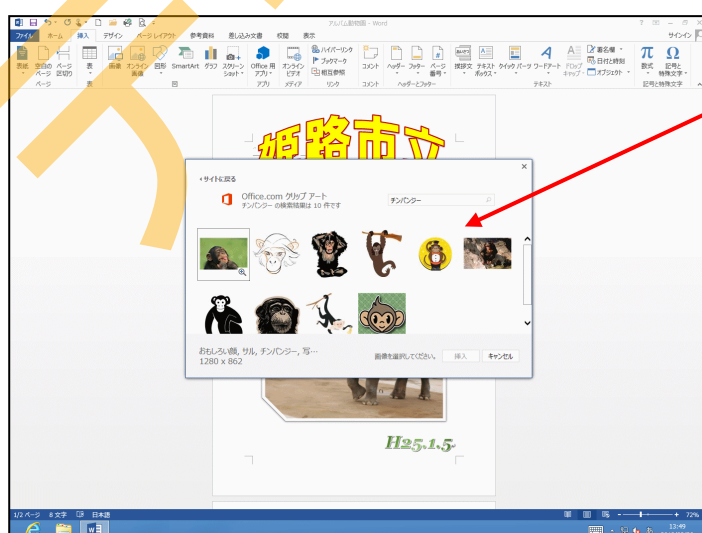 アルバム動物園 - Word
ファイル ホーム 挿入 デザイン ページ レイアウト 参考資料 差し込み文書 校閲 表示 サインイン
表紙 空白のページ ページ区切り
表
画像 オンライン画像 図形 SmartArt グラフ スクリーンショット
Office 用アプリ
オンラインビデオ
ハイパーリンク
ブックマーク
相互参照
コメント
ヘッダー フッター ページ番号
挨拶文 テキストボックス クイック パーツ ワードアート ドロップキャップ
署名欄
日付と時刻
オブジェクト
数式 記号と特殊文字
ページ 表 図 アプリ メディア リンク コメント ヘッダーとフッター テキスト 記号と特殊文字
姫路市立
サイトに戻る
Office.com クリップ アート
チンパンジー の検索結果は 10 件です
チンパンジー
おもしろい顔, サル, チンパンジー, 写…
1280 x 862
画像を選択してください。 挿入 キャンセル
H25.1.5
1/2 ページ 8 文字 日本語 72%
13:49